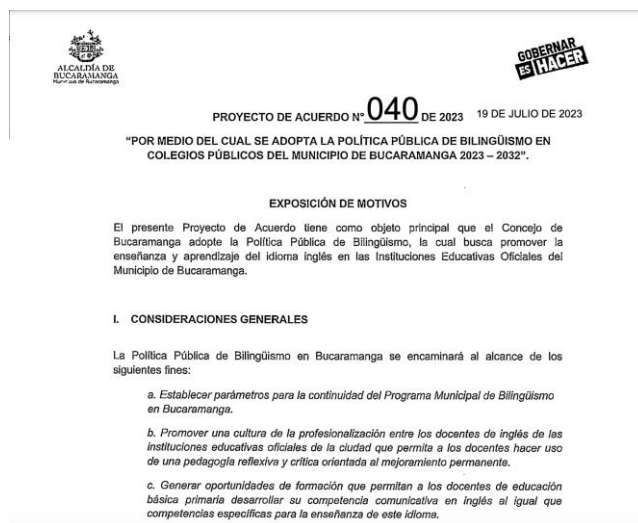 ALCALDÍA DE
BUCARAMANGA
Municipio de Bucaramanga
GOBERNAR
ES HACER
PROYECTO DE ACUERDO N° 040 DE 2023 19 DE JULIO DE 2023
“POR MEDIO DEL CUAL SE ADOPTA LA POLÍTICA PÚBLICA DE BILINGÜISMO EN
COLEGIOS PÚBLICOS DEL MUNICIPIO DE BUCARAMANGA 2023 – 2032”.
EXPOSICIÓN DE MOTIVOS
El presente Proyecto de Acuerdo tiene como objeto principal que el Concejo de
Bucaramanga adopte la Política Pública de Bilingüismo, la cual busca promover la
enseñanza y aprendizaje del idioma inglés en las Instituciones Educativas Oficiales del
Municipio de Bucaramanga.
I. CONSIDERACIONES GENERALES
La Política Pública de Bilingüismo en Bucaramanga se encaminará al alcance de los
siguientes fines:
a. Establecer parámetros para la continuidad del Programa Municipal de Bilingüismo
en Bucaramanga.
b. Promover una cultura de la profesionalización entre los docentes de inglés de las
instituciones educativas oficiales de la ciudad que permita a los docentes hacer uso
de una pedagogía reflexiva y crítica orientada al mejoramiento permanente.
c. Generar oportunidades de formación que permitan a los docentes de educación
básica primaria desarrollar su competencia comunicativa en inglés al igual que
competencias específicas para la enseñanza de este idioma.